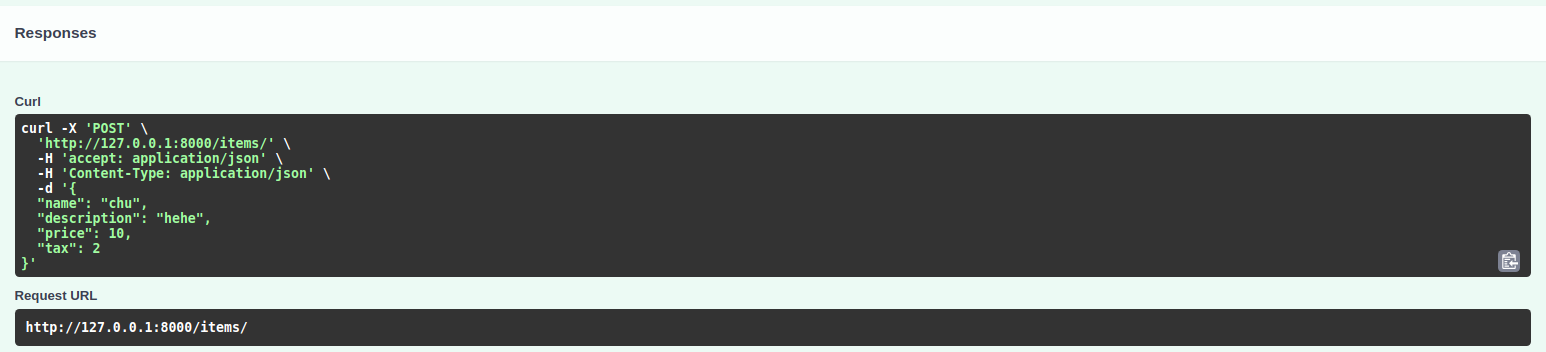 Responses
Curl
curl -X 'POST' \
  'http://127.0.0.1:8000/items/' \
  -H 'accept: application/json' \
  -H 'Content-Type: application/json' \
  -d '{
  "name": "chu",
  "description": "hehe",
  "price": 10,
  "tax": 2
}'
Request URL
http://127.0.0.1:8000/items/